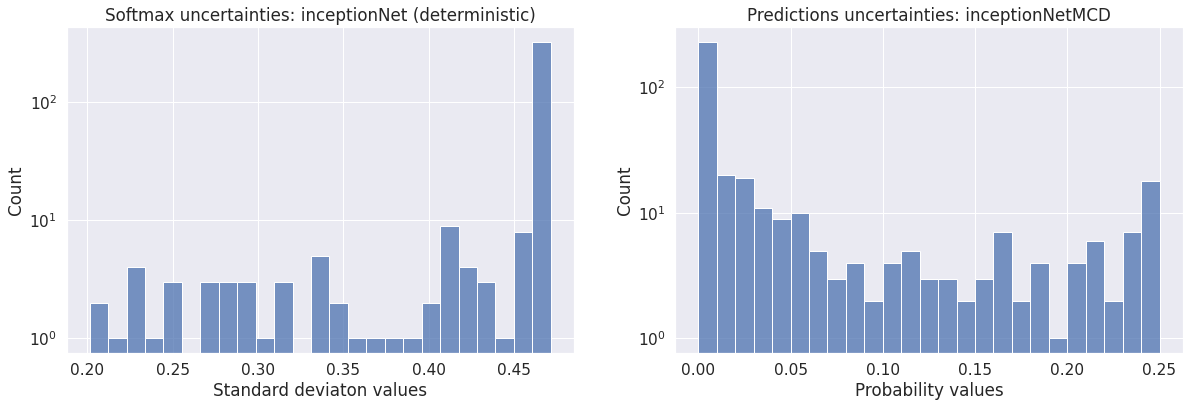 Softmax uncertainties: inceptionNet (deterministic)
Count
10²
10¹
10⁰
0.20 0.25 0.30 0.35 0.40 0.45
Standard deviaton values
Predictions uncertainties: inceptionNetMCD
Count
10²
10¹
10⁰
0.00 0.05 0.10 0.15 0.20 0.25
Probability values